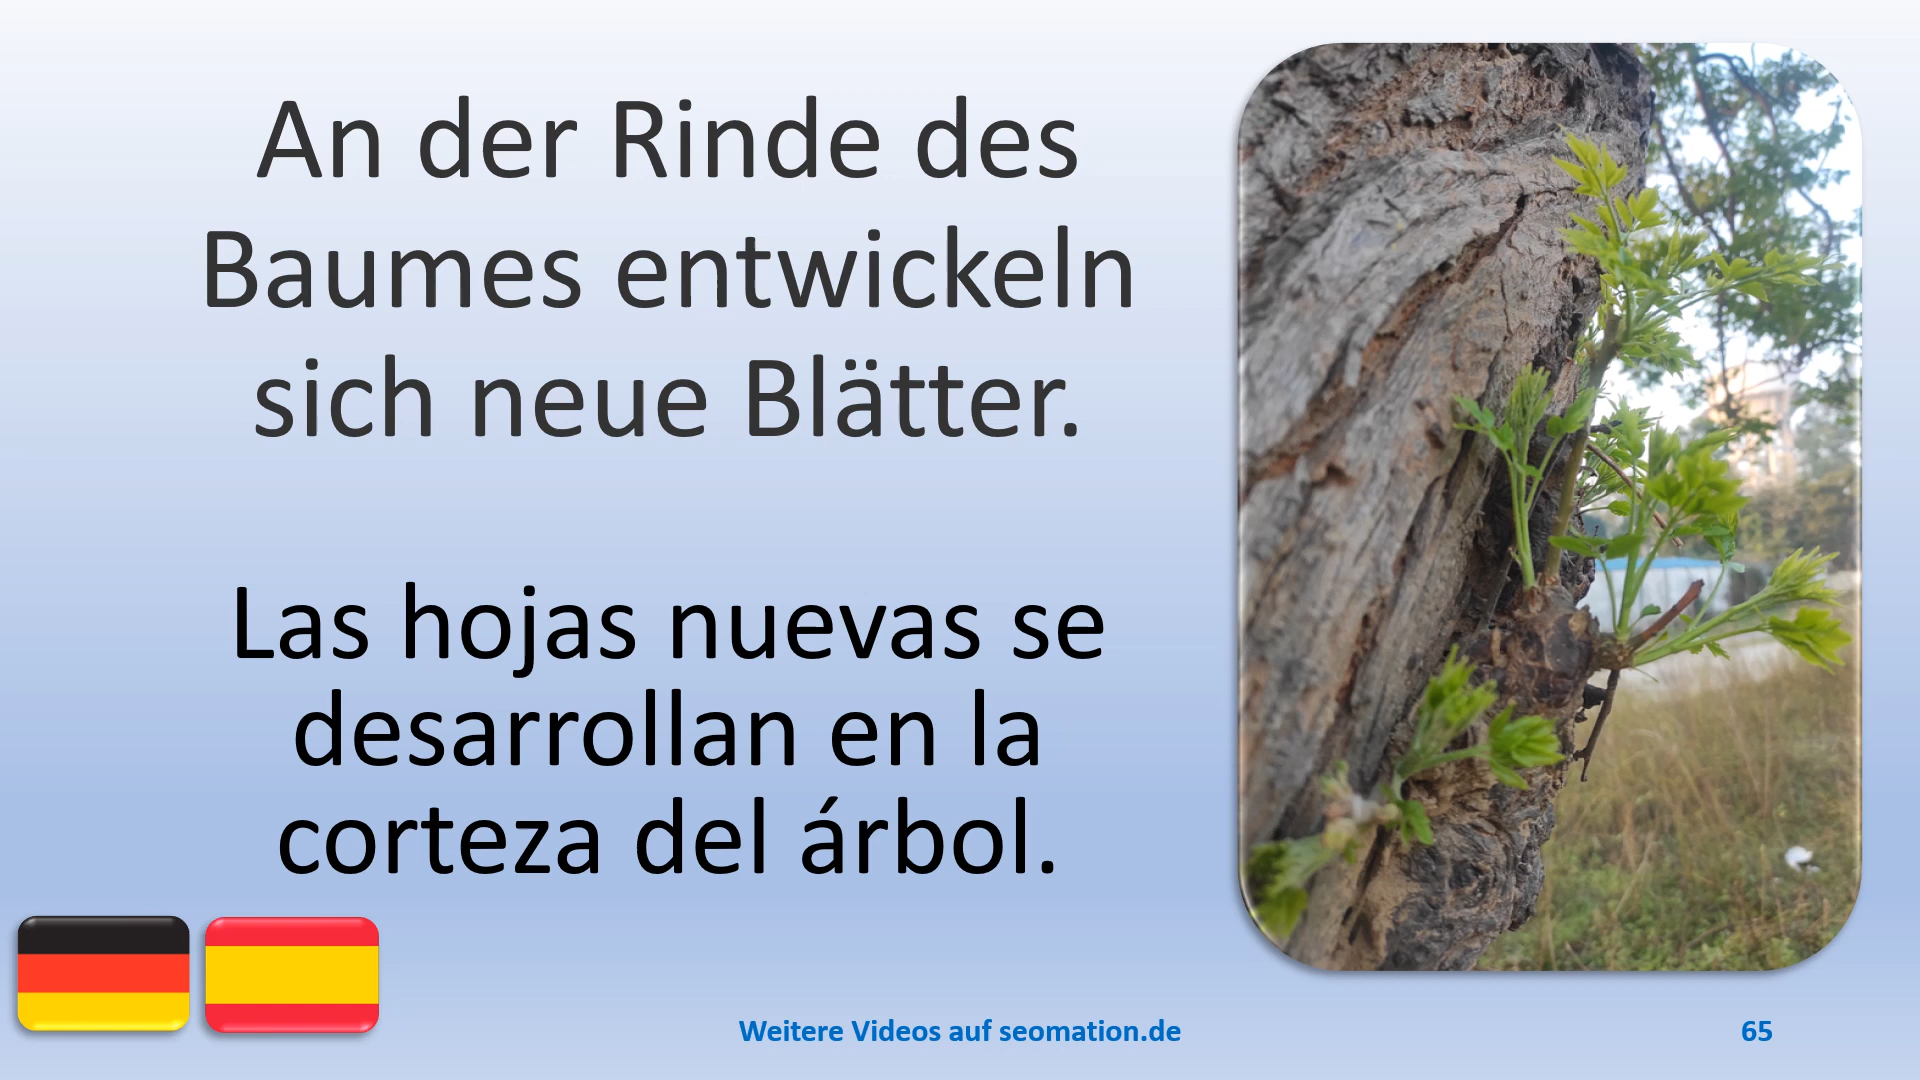 An der Rinde des
Baumes entwickeln
sich neue Blätter.
Las hojas nuevas se
desarrollan en la
corteza del árbol.
Weitere Videos auf seomation.de
65